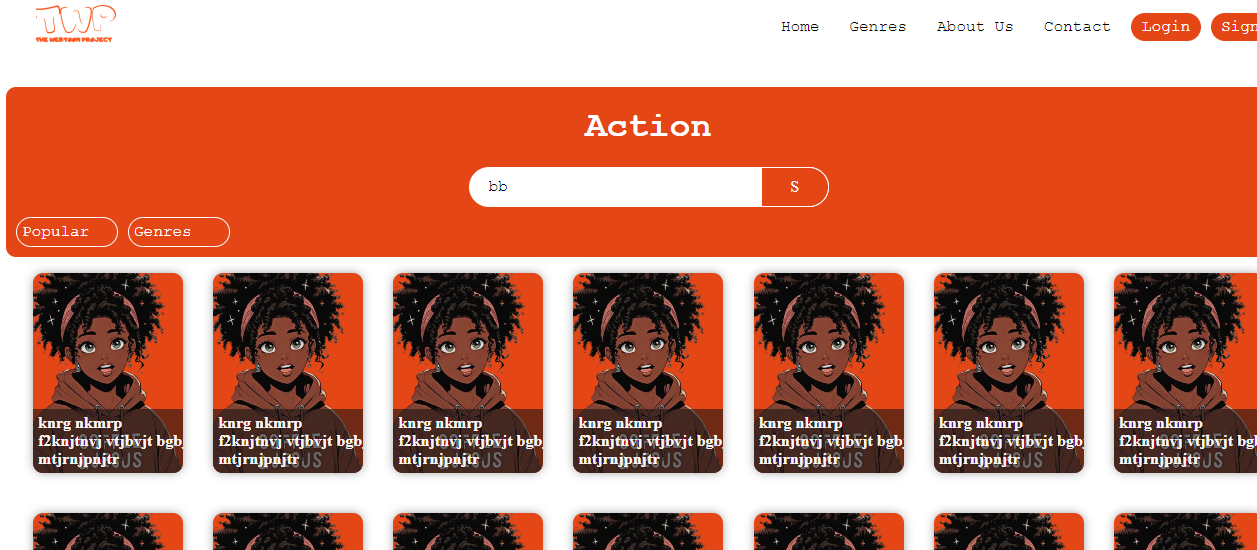 TWP
THE WEBTOON PROJECT
Home Genres About Us Contact Login Sign
Action
bb S
Popular Genres
knrg nkmrp knrg nkmrp knrg nkmrp knrg nkmrp knrg nkmrp knrg nkmrp knrg nkmrp
f2knjtnvj vtjbvjt bgb f2knjtnvj vtjbvjt bgb f2knjtnvj vtjbvjt bgb f2knjtnvj vtjbvjt bgb f2knjtnvj vtjbvjt bgb f2knjtnvj vtjbvjt bgb f2knjtnvj vtjbvjt bgb
mtjrnjpnjtr mtjrnjpnjtr mtjrnjpnjtr mtjrnjpnjtr mtjrnjpnjtr mtjrnjpnjtr mtjrnjpnjtr